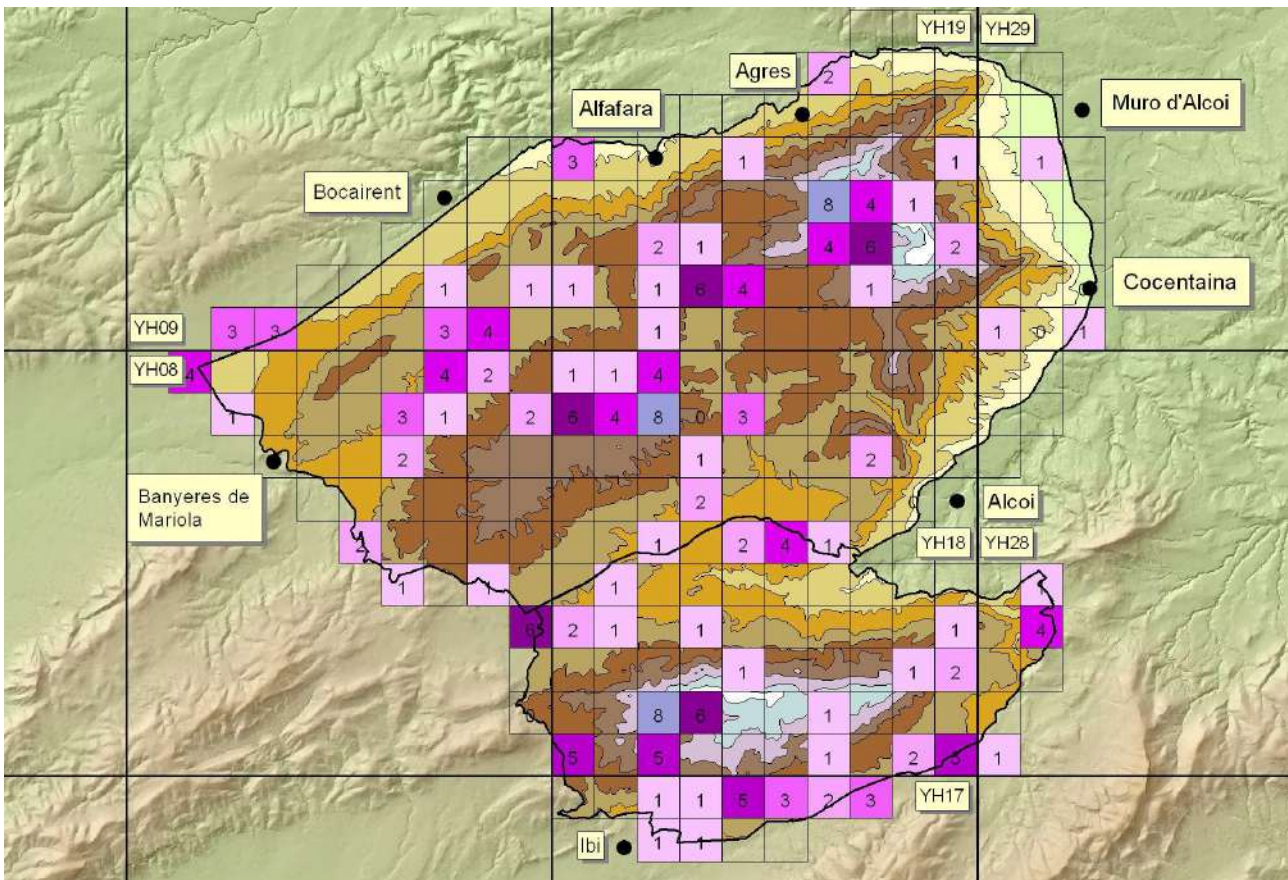 YH19 YH29
Agres
2
Muro d'Alcoi
Alfafara
3 1 1 1
Bocairent
8 4 1
2 1 4 6 2
Cocentaina
1 1 1 1 6 4 1
YH09
3 3 3 4 1 1 0 1
YH08
4 4 2 1 1 4
1 3 1 2 6 4 8 0 3
2 1 2
Banyeres de
Mariola
2 0
Alcoi
2 1 2 4 1
YH18 YH28
1 1 1 1
6 2 1 1 1 4
1 1 2
0 8 6 1
5 5 1 2 5 1
1 1 5 3 2 3
YH17
Ibi
1 1